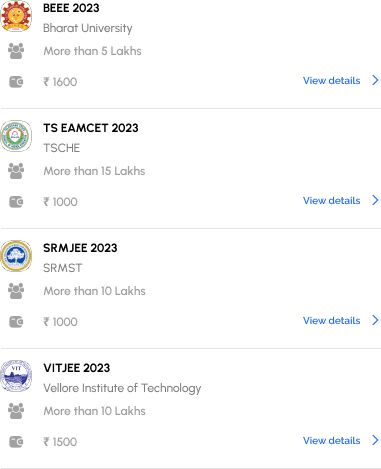 BEEE 2023
Bharat University
More than 5 Lakhs
₹ 1600
View details
TS EAMCET 2023
TSCHE
More than 15 Lakhs
₹ 1000
View details
SRMJEE 2023
SRMST
More than 10 Lakhs
₹ 1000
View details
VIT
VITJEE 2023
Vellore Institute of Technology
More than 10 Lakhs
₹ 1500
View details